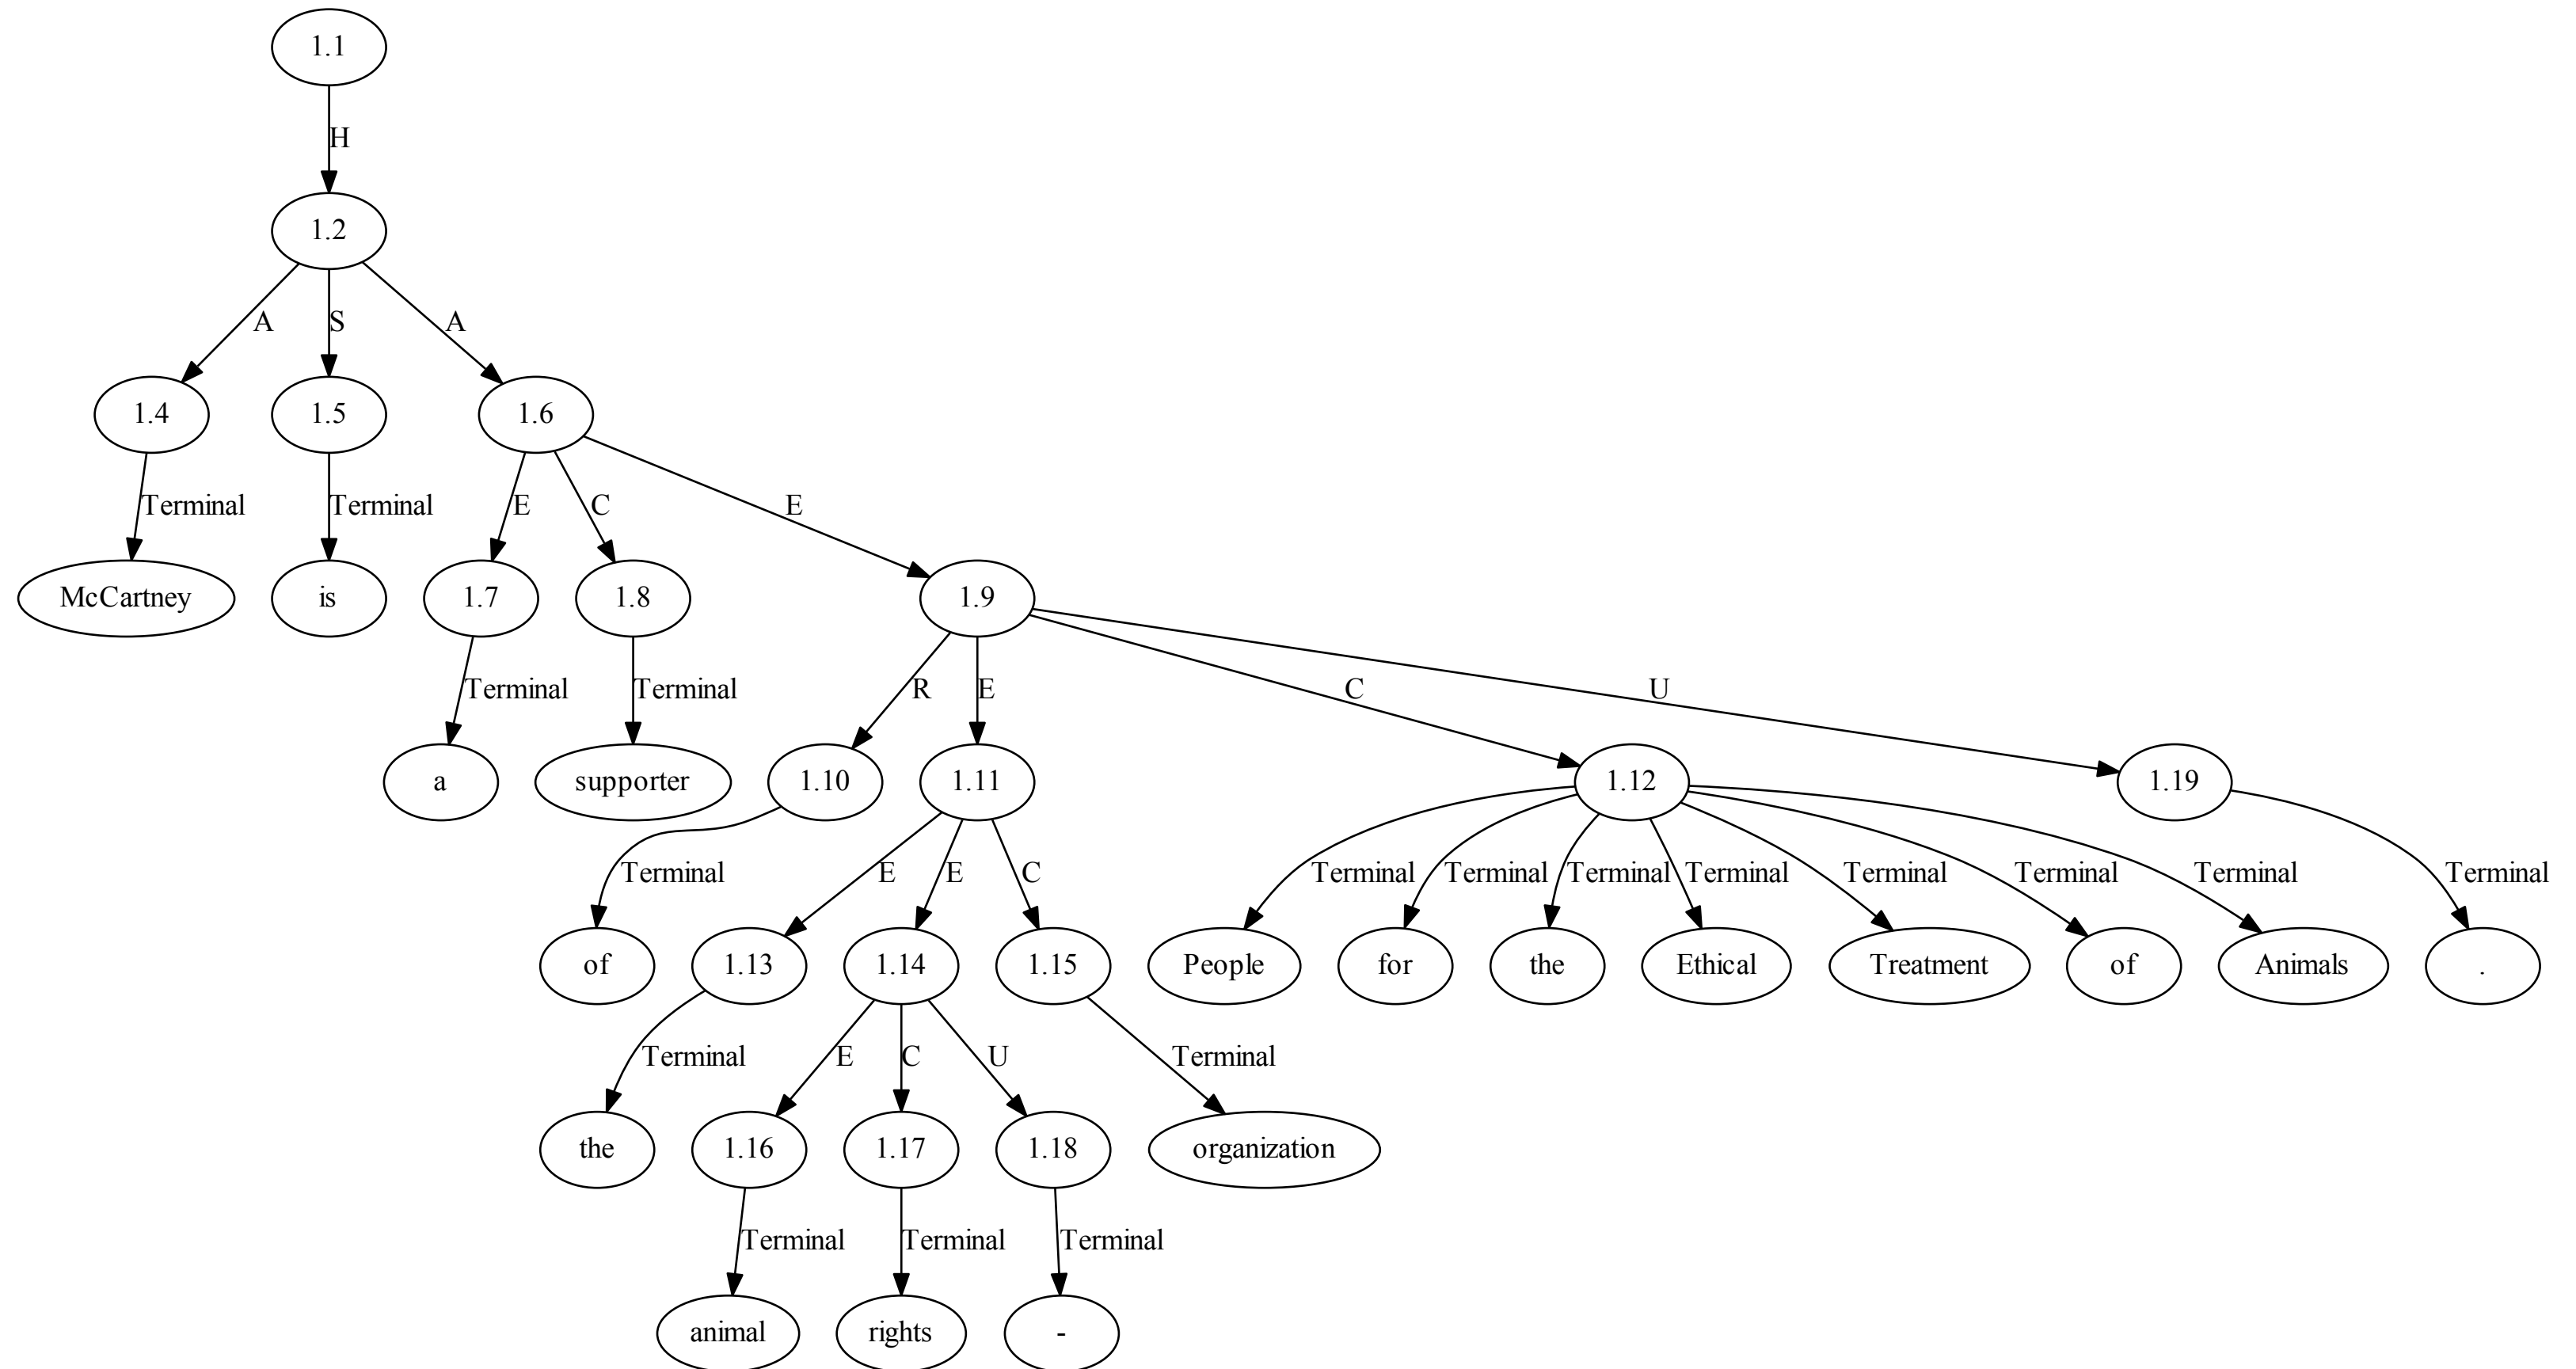 1.1
H
1.2
A S A
1.4 1.5 1.6
Terminal Terminal E C E
McCartney is 1.7 1.8 1.9
Terminal Terminal R E C U
a supporter 1.10 1.11 1.12 1.19
Terminal E E C Terminal Terminal Terminal Terminal Terminal Terminal Terminal Terminal
of 1.13 1.14 1.15 People for the Ethical Treatment of Animals .
Terminal E C U Terminal
the 1.16 1.17 1.18 organization
Terminal Terminal Terminal
animal rights -